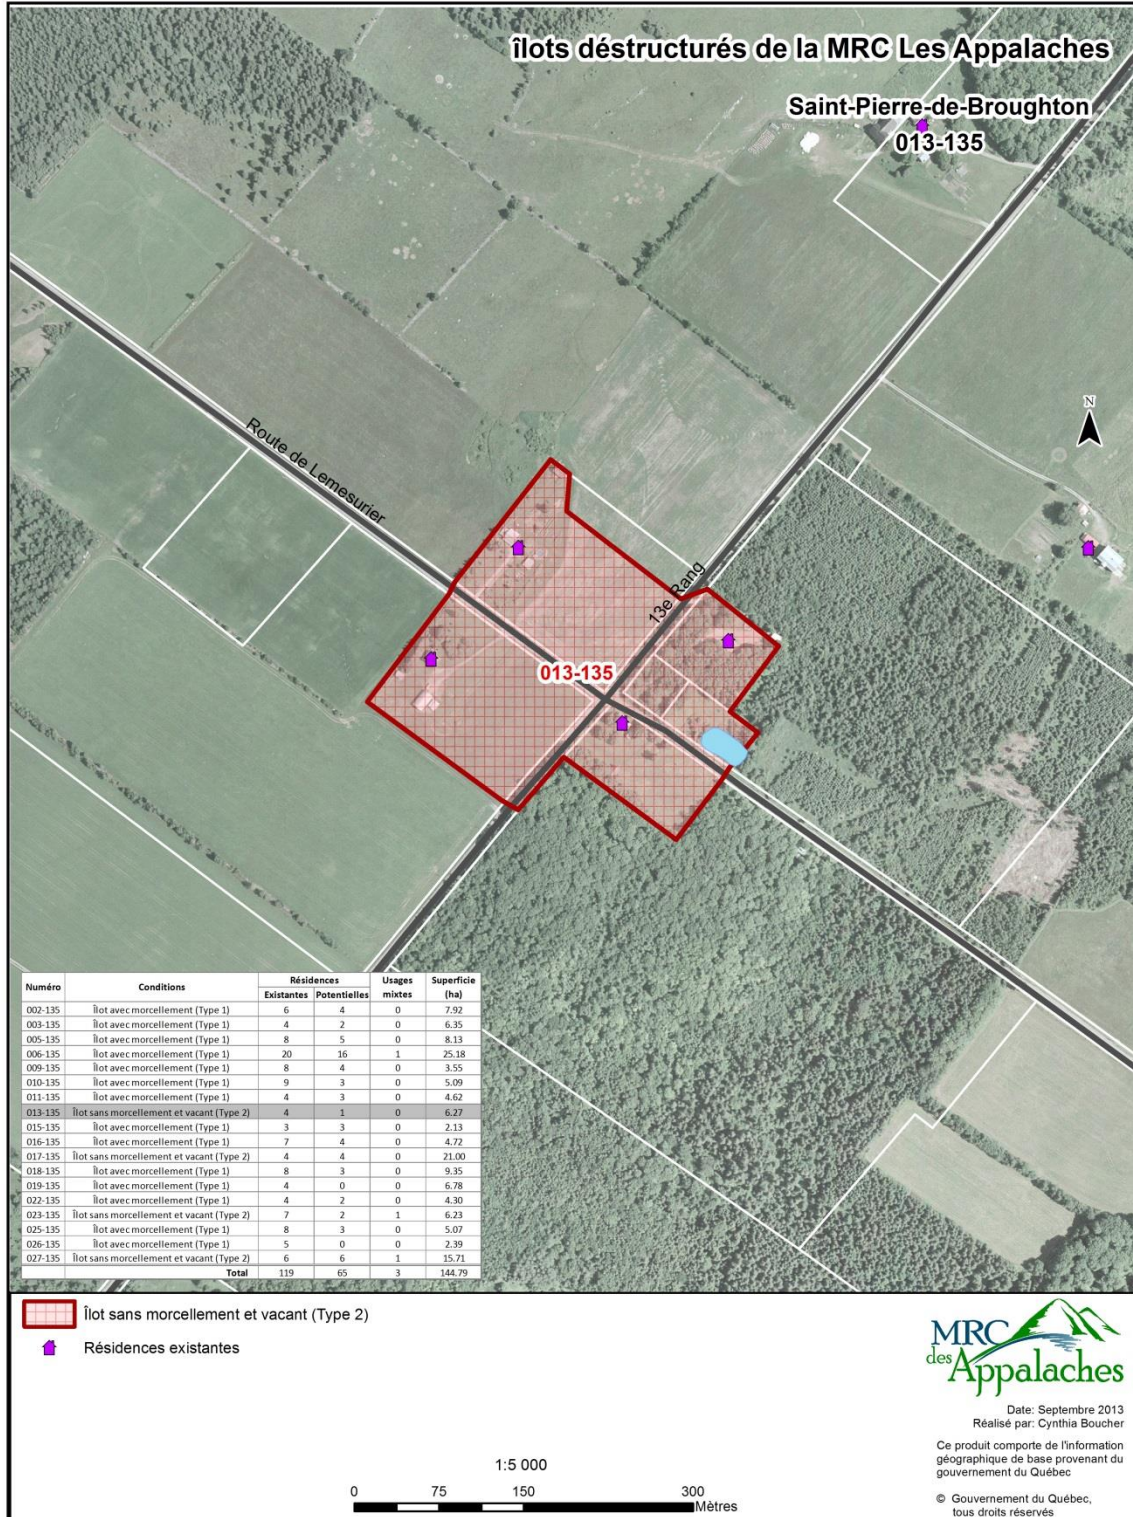 îlots déstructurés de la MRC Les Appalaches
Saint-Pierre-de-Broughton
013-135
N
Route de Lemesurier
13e Rang
013-135
Numéro Conditions Résidences Usages mixtes Superficie (ha)
Existantes Potentielles
002-135 Îlot avec morcellement (Type 1) 6 4 0 7.92
003-135 Îlot avec morcellement (Type 1) 4 2 0 6.35
005-135 Îlot avec morcellement (Type 1) 8 5 0 8.13
006-135 Îlot avec morcellement (Type 1) 20 16 1 25.18
009-135 Îlot avec morcellement (Type 1) 8 4 0 3.55
010-135 Îlot avec morcellement (Type 1) 9 3 0 5.09
011-135 Îlot avec morcellement (Type 1) 4 3 0 4.62
013-135 Îlot sans morcellement et vacant (Type 2) 4 1 0 6.27
015-135 Îlot avec morcellement (Type 1) 3 3 0 2.13
016-135 Îlot avec morcellement (Type 1) 7 4 0 4.72
017-135 Îlot sans morcellement et vacant (Type 2) 4 4 0 21.00
018-135 Îlot avec morcellement (Type 1) 8 3 0 9.35
019-135 Îlot avec morcellement (Type 1) 4 0 0 6.78
022-135 Îlot avec morcellement (Type 1) 4 2 0 4.30
023-135 Îlot sans morcellement et vacant (Type 2) 7 2 1 6.23
025-135 Îlot avec morcellement (Type 1) 8 3 0 5.07
026-135 Îlot avec morcellement (Type 1) 5 0 0 2.39
027-135 Îlot sans morcellement et vacant (Type 2) 6 6 1 15.71
Total 119 65 3 144.79
Îlot sans morcellement et vacant (Type 2)
Résidences existantes
MRC
des Appalaches
Date: Septembre 2013
Réalisé par: Cynthia Boucher
Ce produit comporte de l'information
géographique de base provenant du
gouvernement du Québec
© Gouvernement du Québec,
tous droits réservés
1:5 000
0 75 150 300
Mètres